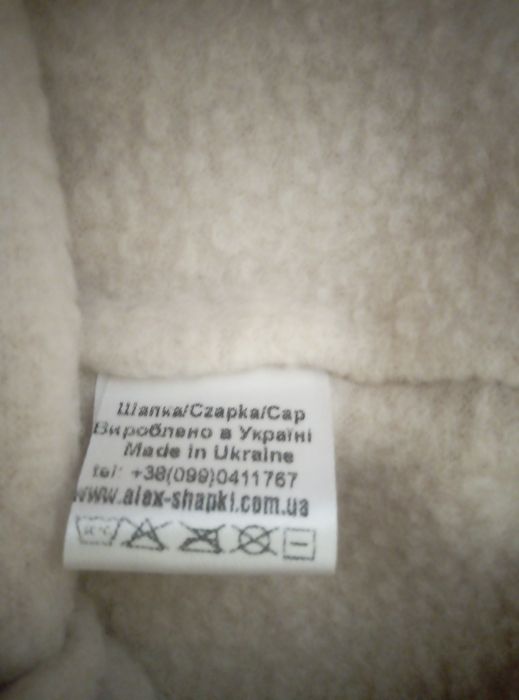 Шапка/Czapka/Cap
Вироблено в Україні
Made in Ukraine
tel: +38(099)0411767
www.alex-shapki.com.ua